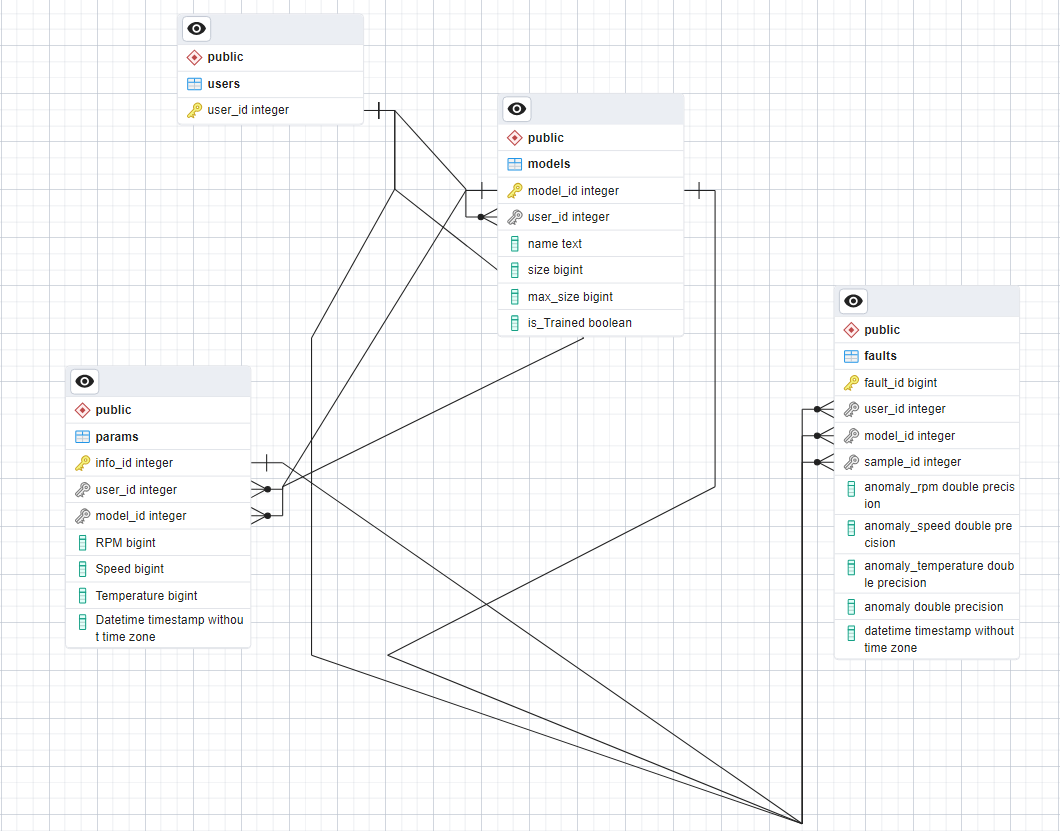 public
users
user_id integer
public
models
model_id integer
user_id integer
name text
size bigint
max_size bigint
is_Trained boolean
public
faults
fault_id bigint
user_id integer
model_id integer
sample_id integer
anomaly_rpm double precis
ion
anomaly_speed double pre
cision
anomaly_temperature doub
le precision
anomaly double precision
datetime timestamp without
time zone
public
params
info_id integer
user_id integer
model_id integer
RPM bigint
Speed bigint
Temperature bigint
Datetime timestamp withou
t time zone